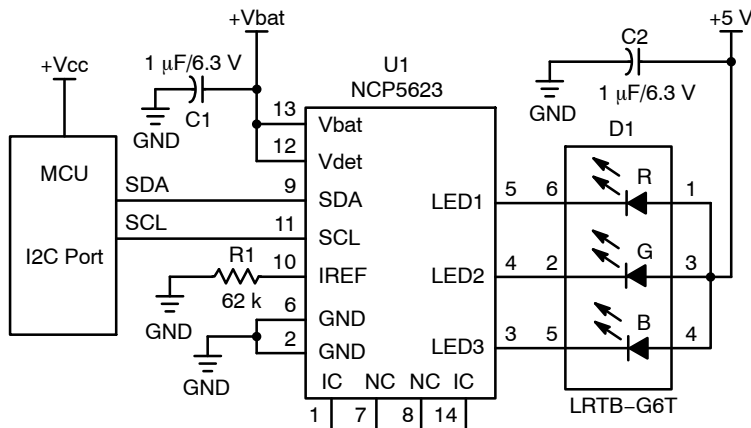 +Vbat
+5 V
C2
1 μF/6.3 V
U1
NCP5623
+Vcc
GND
C1
GND
1 μF/6.3 V
13
Vbat
D1
12
Vdet
MCU
SDA
9
SDA
LED1
5
6
R
1
SCL
11
SCL
I2C Port
R1
10
IREF
LED2
4
2
G
3
62 k
GND
6
GND
2
GND
LED3
3
5
B
4
GND
IC
NC
NC
IC
1
7
8
14
LRTB–G6T